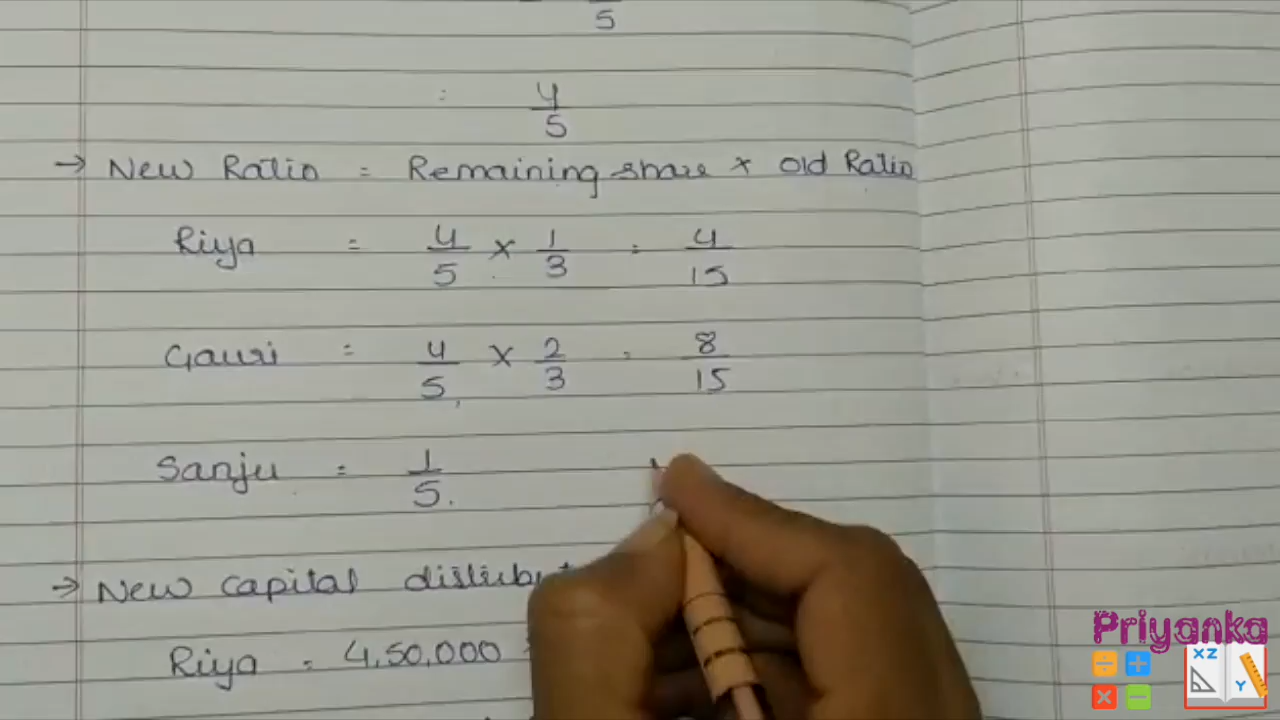 5
: 4/5
→ New Ratio = Remaining share × old Ratio
Riya = 4/5 × 1/3 = 4/15
Gauri = 4/5 × 2/3 = 8/15
Sanju = 1/5.
→ New capital
Riya = 4,50,000
Priyanka
XZ
Y